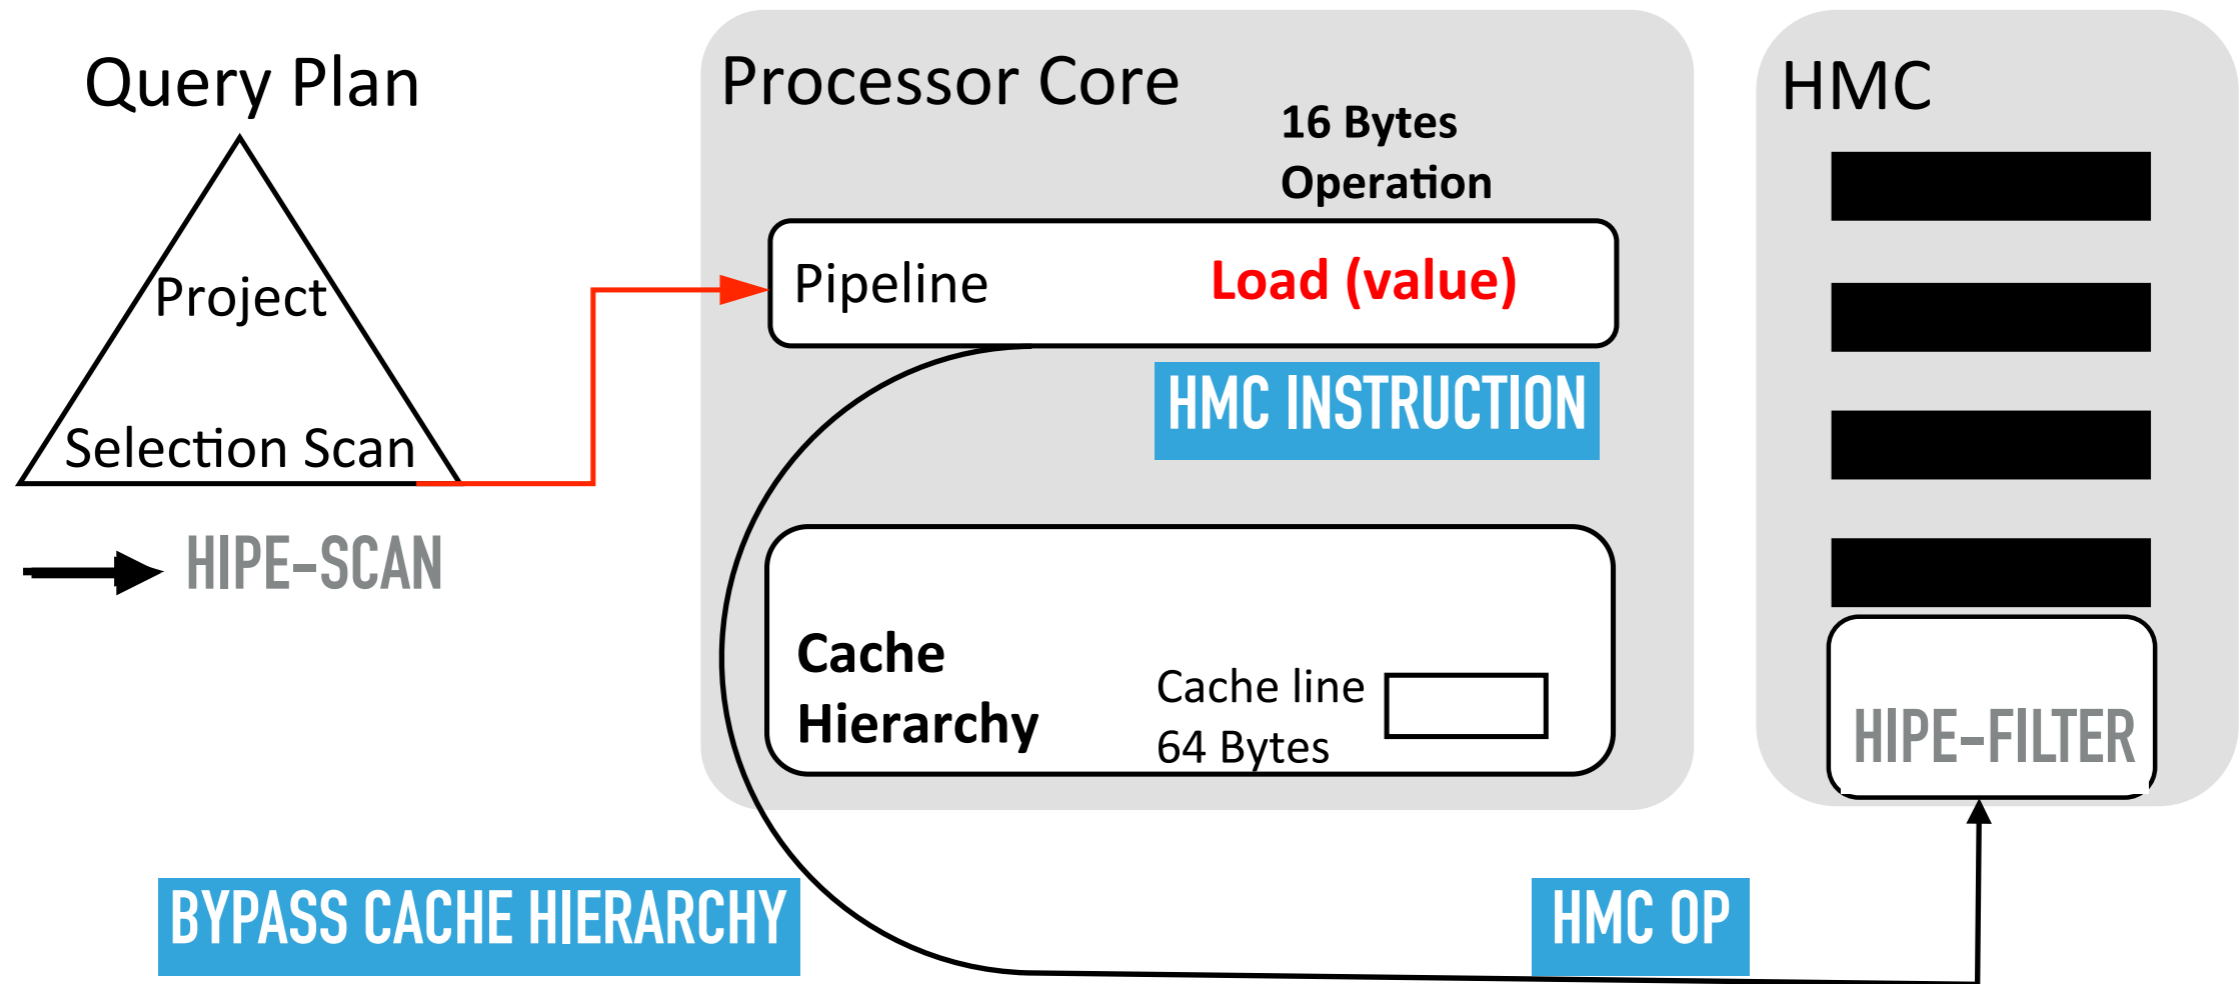 Query Plan
Project
Selection Scan
HIPE-SCAN
Processor Core
16 Bytes
Operation
Pipeline
Load (value)
HMC INSTRUCTION
Cache
Hierarchy
Cache line
64 Bytes
HMC
HIPE-FILTER
BYPASS CACHE HIERARCHY
HMC OP